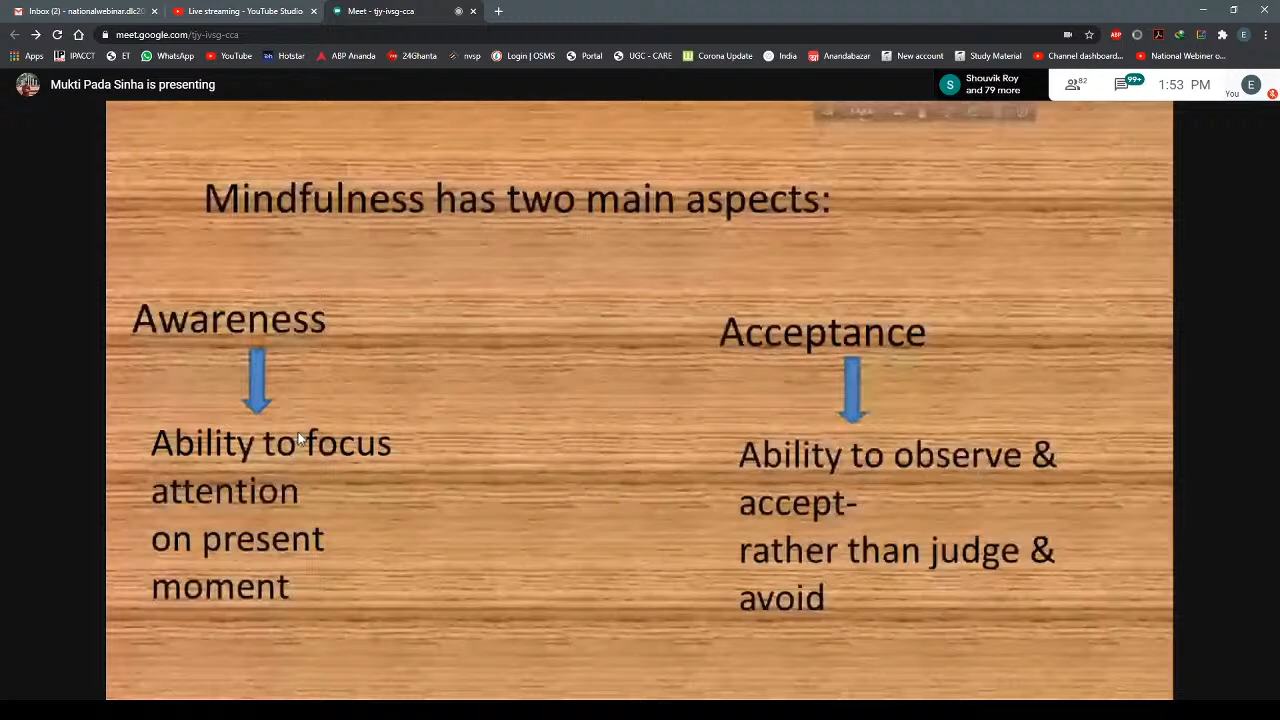 Inbox (2) - nationalwebinar.dlc20
Live streaming - YouTube Studio
Meet - tjy-ivsg-cca
meet.google.com/tjy-ivsg-cca
Apps
IPACCT
ET
WhatsApp
YouTube
Hotstar
ABP Ananda
24Ghanta
nvsp
Login | OSMS
Portal
UGC - CARE
Corona Update
India
Anandabazar
New account
Study Material
Channel dashboard...
National Webinar o...
Mukti Pada Sinha is presenting
S
Shouvik Roy
and 79 more
82
99+
1:53 PM
You
E
Mindfulness has two main aspects:
Awareness
Ability to focus
attention
on present
moment
Acceptance
Ability to observe &
accept-
rather than judge &
avoid